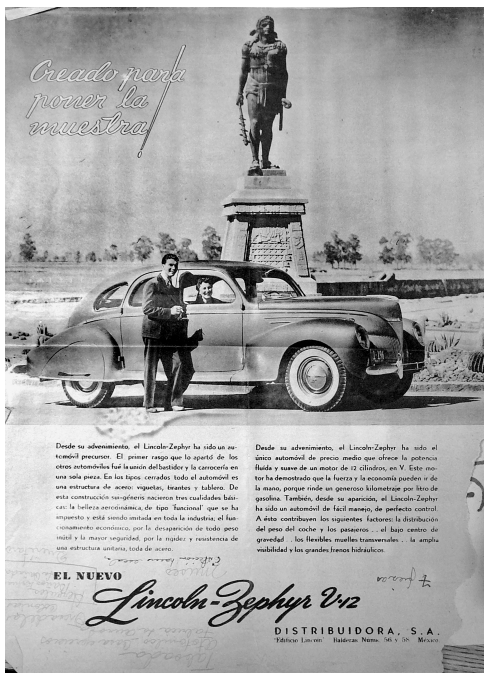 Creado para
poner la
muestra!
Desde su advenimiento, el Lincoln-Zephyr ha sido un au-
tomóvil precursor. El primer rasgo que lo apartó de los
otros automóviles fué la unión del bastidor y la carrocería en
una sola pieza. En los tipos cerrados todo el automóvil es
una estructura de acero: viguetas, tirantes y tablero. De
esta construcción sui-géneris nacieron tres cualidades bási-
cas: la belleza aerodinámica, de tipo "funcional" que se ha
impuesto y está siendo imitada en toda la industria; el fun-
cionamiento económico, por la desaparición de todo peso
inútil y la mayor seguridad, por la rigidez y resistencia de
una estructura unitaria, toda de acero.
Desde su advenimiento, el Lincoln-Zephyr ha sido el
único automóvil de precio medio que ofrece la potencia
fluída y suave de un motor de 12 cilindros, en V. Este mo-
tor ha demostrado que la fuerza y la economía pueden ir de
la mano, porque rinde un generoso kilometraje por litro de
gasolina. También, desde su aparición, el Lincoln-Zephyr
ha sido un automóvil de fácil manejo, de perfecto control.
A ésto contribuyen los siguientes factores: la distribución
del peso del coche y los pasajeros . . . el bajo centro de
gravedad . . los flexibles muelles transversales . . . la amplia
visibilidad y los grandes frenos hidráulicos.
EL NUEVO
Lincoln-Zephyr V-12
DISTRIBUIDORA, S. A.
"Edificio Lincoln" Balderas Núms. 56 y 58 México